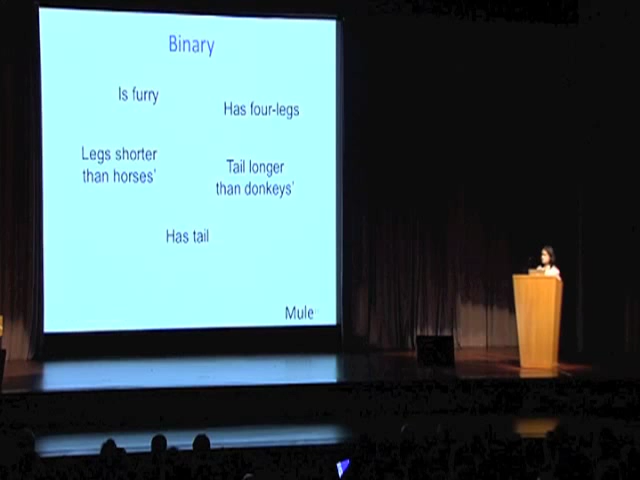 Binary
Is furry
Has four-legs
Legs shorter
than horses'
Tail longer
than donkeys'
Has tail
Mule